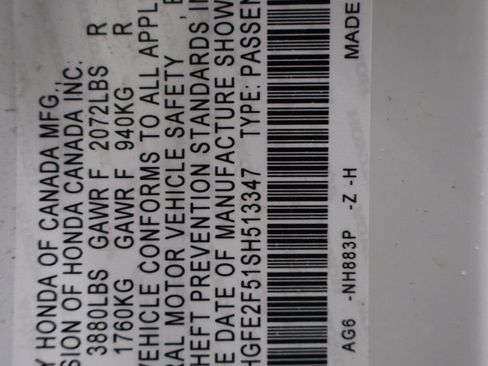 Y HONDA OF CANADA MFG.,
SION OF HONDA CANADA INC.
3880LBS GAWR F 2072LBS R
1760KG GAWR F 940KG R
VEHICLE CONFORMS TO ALL APPL
RAL MOTOR VEHICLE SAFETY
HEFT PREVENTION STANDARDS, I
E DATE OF MANUFACTURE SHOW
HGFE2F51SH513347 TYPE: PASSEN
AG6 -NH883P -Z -H MADE